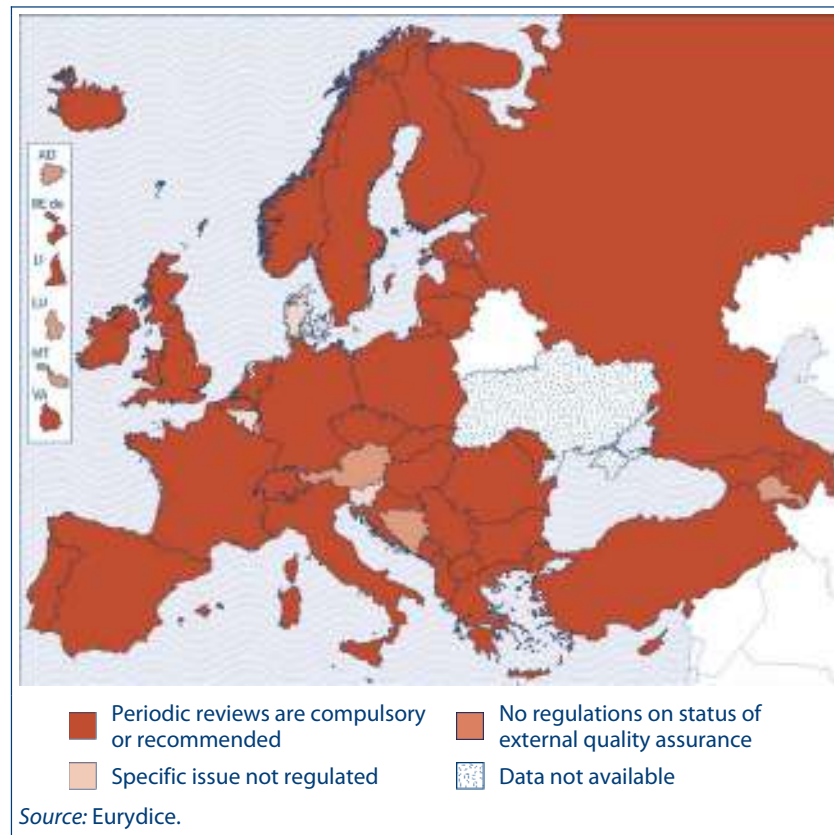 AD
BE de
LI
LU
MT
VA
Periodic reviews are compulsory
or recommended
No regulations on status of
external quality assurance
Specific issue not regulated
Data not available
Source: Eurydice.